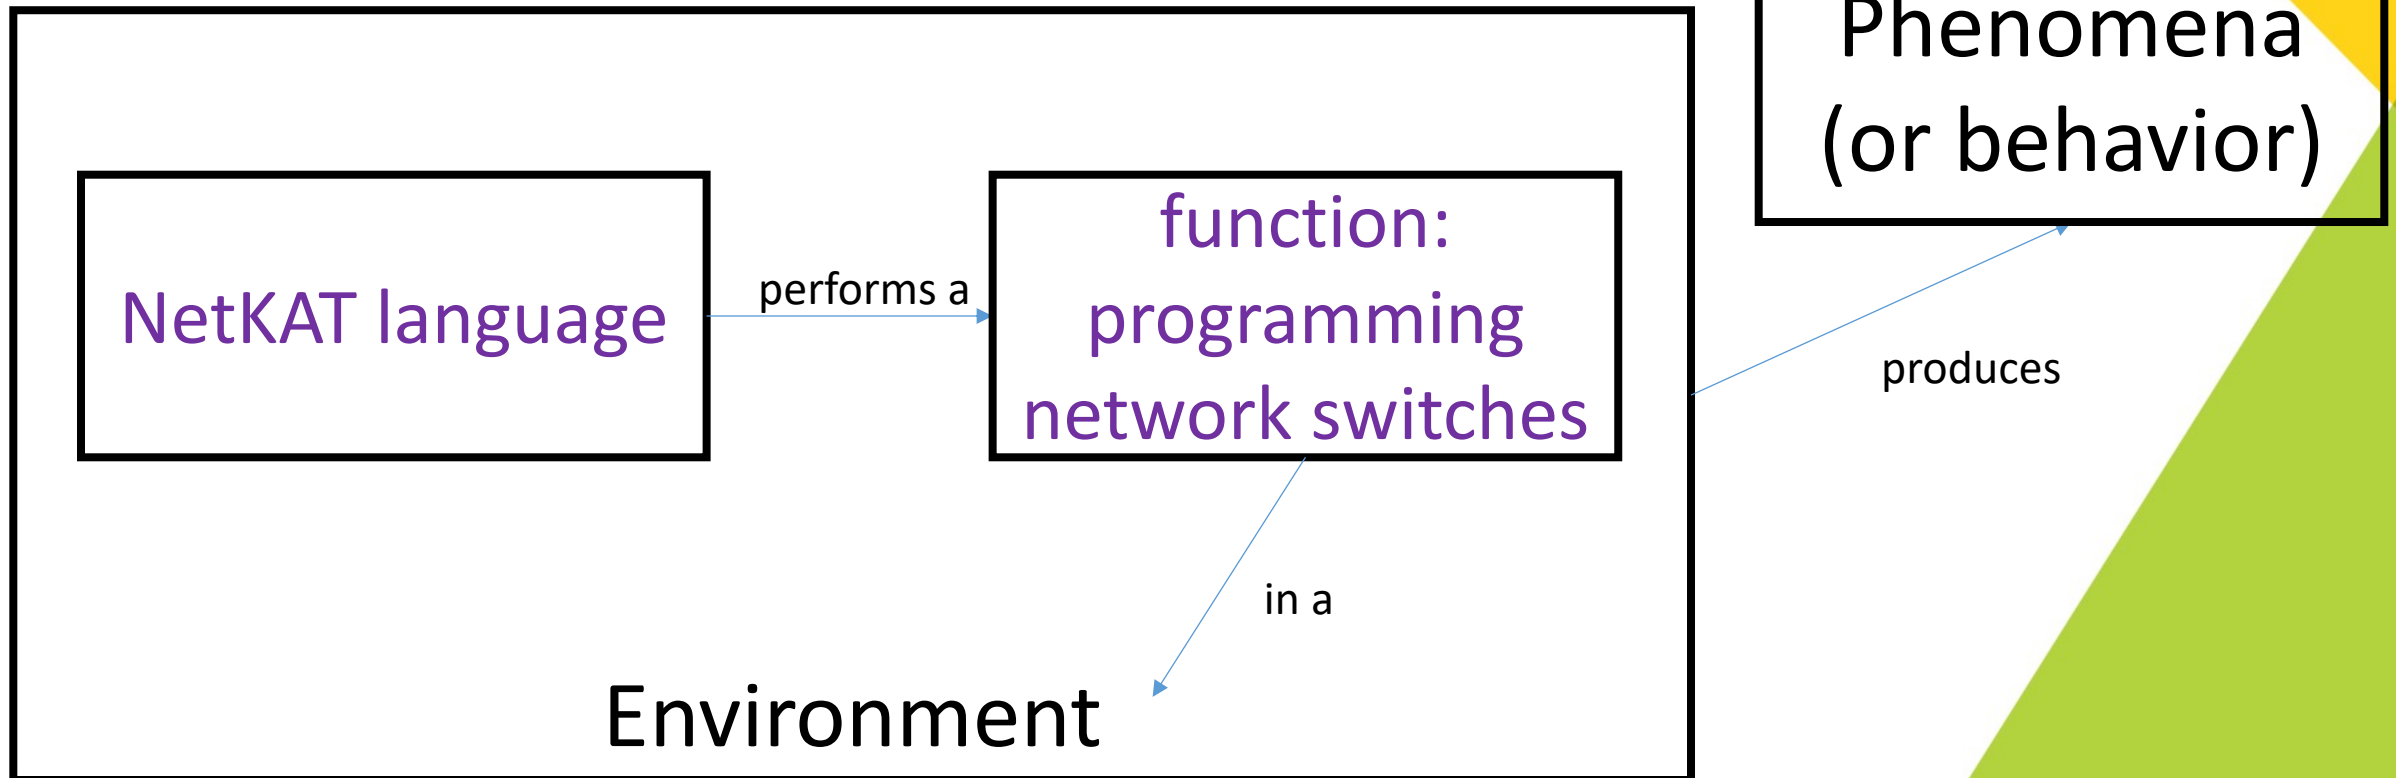 Phenomena
(or behavior)
NetKAT language
performs a
function:
programming
network switches
produces
in a
Environment